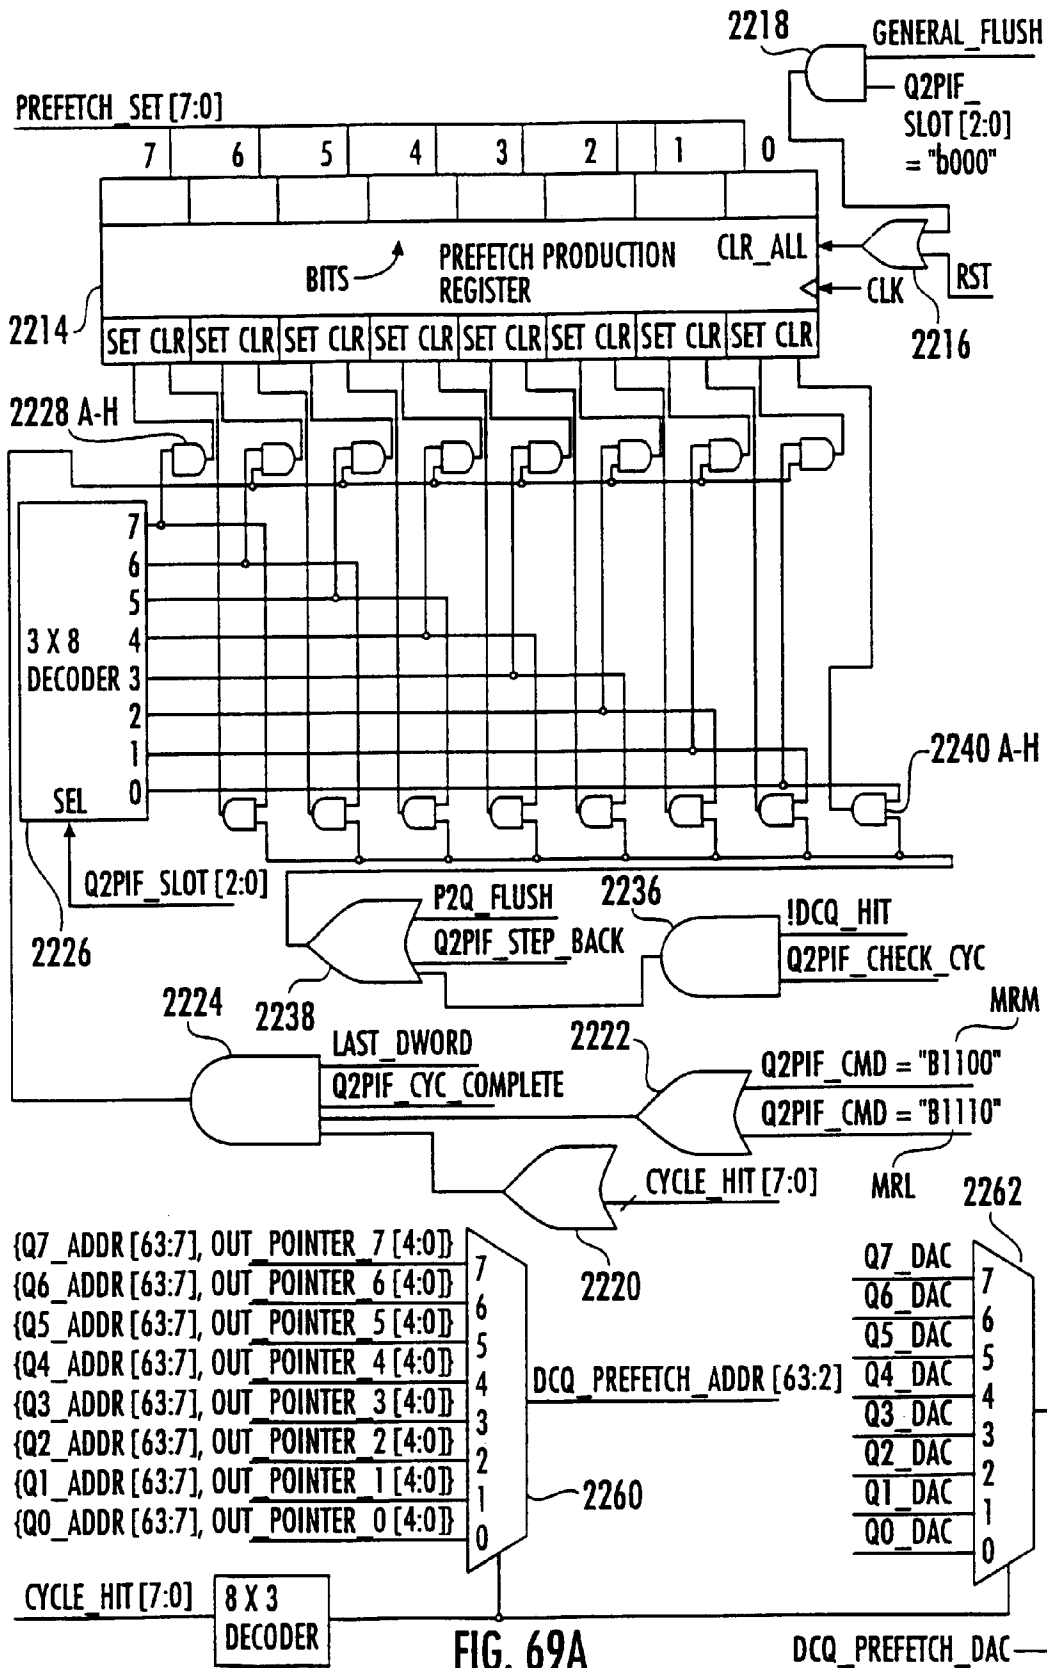 2218
GENERAL_FLUSH
Q2PIF_
SLOT [2:0]
= "b000"
PREFETCH_SET [7:0]
7 6 5 4 3 2 1 0
BITS
PREFETCH PRODUCTION
REGISTER
CLR_ALL
CLK
RST
2214
2216
SET CLR SET CLR SET CLR SET CLR SET CLR SET CLR SET CLR SET CLR
2228 A-H
3 X 8
DECODER
7
6
5
4
3
2
1
0
SEL
2240 A-H
Q2PIF_SLOT [2:0]
2226
P2Q_FLUSH
Q2PIF_STEP_BACK
2238
2236
!DCQ_HIT
Q2PIF_CHECK_CYC
2224
LAST_DWORD
Q2PIF_CYC_COMPLETE
2222
MRM
Q2PIF_CMD = "B1100"
Q2PIF_CMD = "B1110"
MRL
CYCLE_HIT [7:0]
2220
{Q7_ADDR [63:7], OUT_POINTER_7 [4:0]}
{Q6_ADDR [63:7], OUT_POINTER_6 [4:0]}
{Q5_ADDR [63:7], OUT_POINTER_5 [4:0]}
{Q4_ADDR [63:7], OUT_POINTER_4 [4:0]}
{Q3_ADDR [63:7], OUT_POINTER_3 [4:0]}
{Q2_ADDR [63:7], OUT_POINTER_2 [4:0]}
{Q1_ADDR [63:7], OUT_POINTER_1 [4:0]}
{Q0_ADDR [63:7], OUT_POINTER_0 [4:0]}
7
6
5
4
3
2
1
0
DCQ_PREFETCH_ADDR [63:2]
2260
2262
Q7_DAC
Q6_DAC
Q5_DAC
Q4_DAC
Q3_DAC
Q2_DAC
Q1_DAC
Q0_DAC
7
6
5
4
3
2
1
0
CYCLE_HIT [7:0]
8 X 3
DECODER
FIG. 69A
DCQ_PREFETCH_DAC